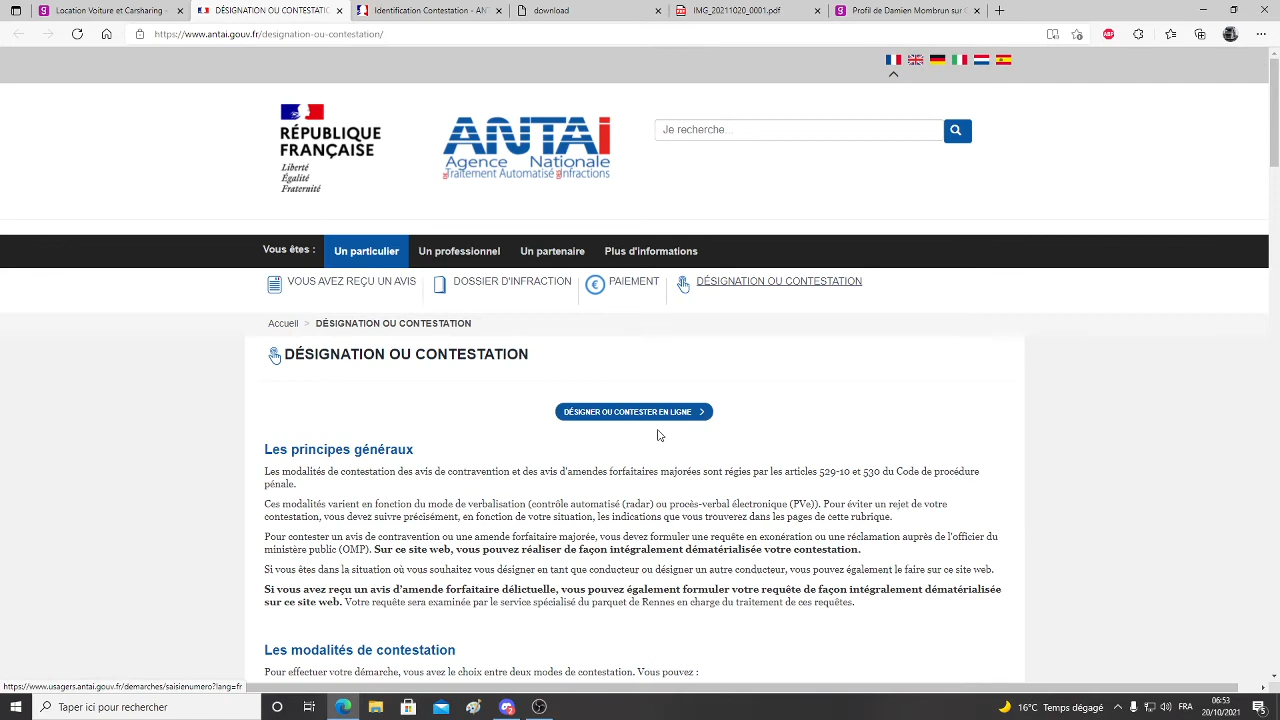 Location Voiture et Carsharing -
DÉSIGNATION OU CONTESTATION
Identification Contestation - ANT
download
IMG_20211020_0001.pdf
Profil de Damien Mombrun sur
https://www.antai.gouv.fr/designation-ou-contestation/
RÉPUBLIQUE
FRANÇAISE
Liberté
Égalité
Fraternité
ANTAi
Agence Nationale
Traitement Automatisé Infractions
Je recherche...
Vous êtes :
Un particulier
Un professionnel
Un partenaire
Plus d'informations
VOUS AVEZ REÇU UN AVIS
DOSSIER D'INFRACTION
PAIEMENT
DÉSIGNATION OU CONTESTATION
Accueil > DÉSIGNATION OU CONTESTATION
DÉSIGNATION OU CONTESTATION
DÉSIGNER OU CONTESTER EN LIGNE
Les principes généraux
Les modalités de contestation des avis de contravention et des avis d'amendes forfaitaires majorées sont régies par les articles 529-10 et 530 du Code de procédure
pénale.
Ces modalités varient en fonction du mode de verbalisation (contrôle automatisé (radar) ou procès-verbal électronique (PVe)). Pour éviter un rejet de votre
contestation, vous devez suivre précisément, en fonction de votre situation, les indications que vous trouverez dans les pages de cette rubrique.
Pour contester un avis de contravention ou une amende forfaitaire majorée, vous devez formuler une requête en exonération ou une réclamation auprès de l'officier du
ministère public (OMP). Sur ce site web, vous pouvez réaliser de façon intégralement dématérialisée votre contestation.
Si vous êtes dans la situation où vous souhaitez vous désigner en tant que conducteur ou désigner un autre conducteur, vous pouvez également le faire sur ce site web.
Si vous avez reçu un avis d'amende forfaitaire délictuelle, vous pouvez également formuler votre requête de façon intégralement dématérialisée
sur ce site web. Votre requête sera examinée par le service spécialisé du parquet de Rennes en charge du traitement de ces requêtes.
Les modalités de contestation
Pour effectuer votre démarche, vous avez le choix entre deux modes de contestation. Vous pouvez :
https://www.usagers.antai.gouv.fr/demarches/saisienumero?lang=fr
Taper ici pour rechercher
16°C Temps dégagé
FRA
06:53
20/10/2021